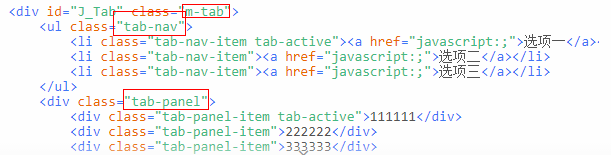 <div id="J_Tab" class="m-tab">
<ul class="tab-nav">
<li class="tab-nav-item tab-active"><a href="javascript:;">选项一</a>
<li class="tab-nav-item"><a href="javascript:;">选项二</a></li>
<li class="tab-nav-item"><a href="javascript:;">选项三</a></li>
</ul>
<div class="tab-panel">
<div class="tab-panel-item tab-active">111111</div>
<div class="tab-panel-item">222222</div>
<div class="tab-panel-item">333333</div>